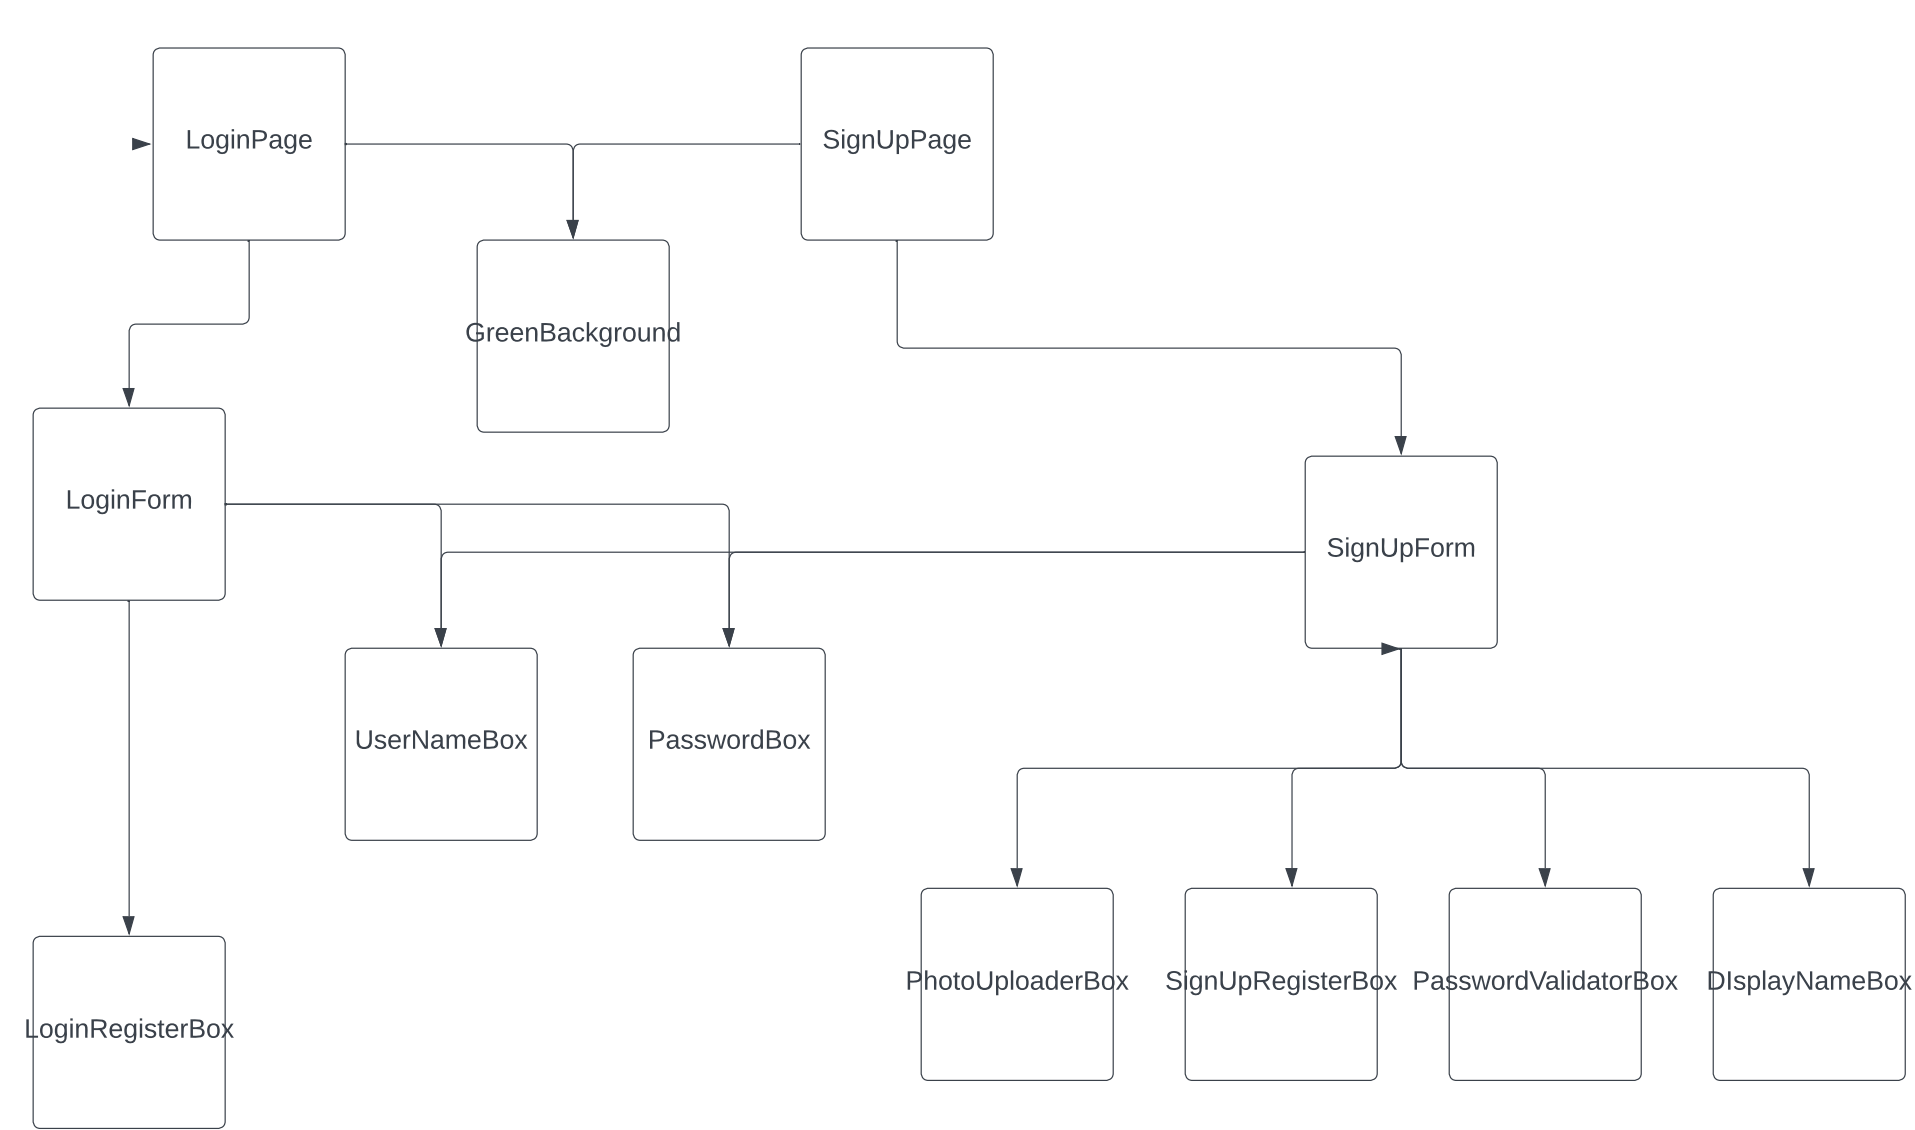 LoginPage
SignUpPage
GreenBackground
LoginForm
SignUpForm
UserNameBox
PasswordBox
PhotoUploaderBox
SignUpRegisterBox
PasswordValidatorBox
DIsplayNameBox
LoginRegisterBox